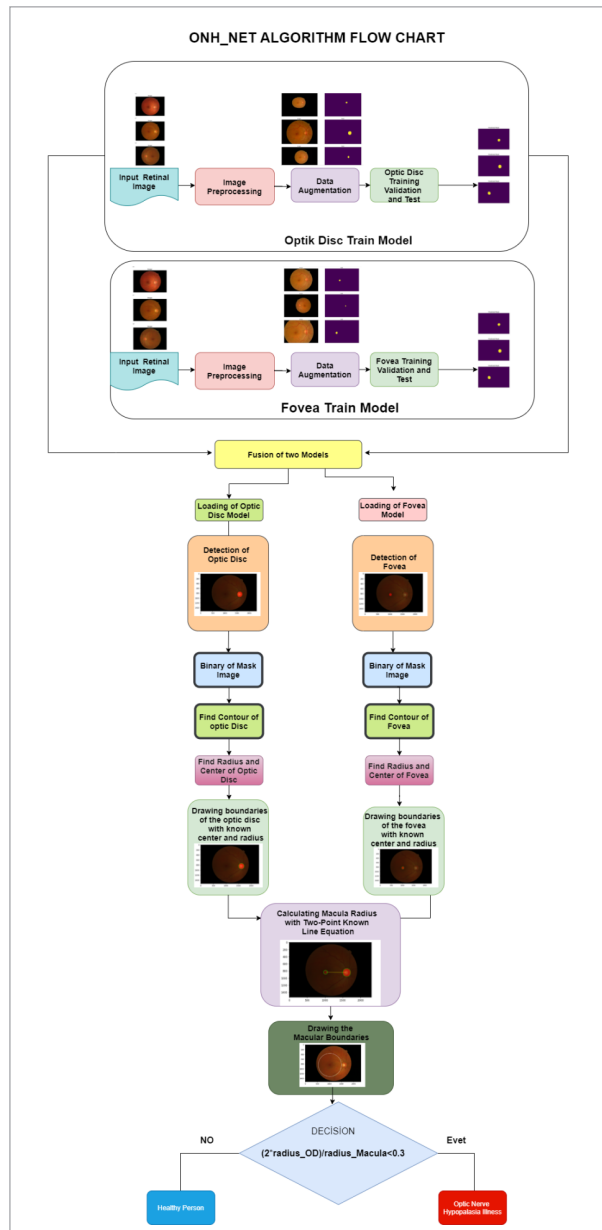 ONH_NET ALGORITHM FLOW CHART
Input Retinal
Image
Image
Preprocessing
Data
Augmentation
Optic Disc
Training
Validation
and Test
Optik Disc Train Model
Input Retinal
Image
Image
Preprocessing
Data
Augmentation
Fovea Training
Validation and
Test
Fovea Train Model
Fusion of two Models
Loading of Optic
Disc Model
Loading of Fovea
Model
Detection of
Optic Disc
Detection of
Fovea
Binary of Mask
Image
Binary of Mask
Image
Find Contour of
optic Disc
Find Contour of
Fovea
Find Radius and
Center of Optic
Disc
Find Radius and
Center of Fovea
Drawing boundaries
of the optic disc
with known
center and radius
Drawing boundaries
of the fovea
with known
center and radius
Calculating Macula Radius
with Two-Point Known
Line Equation
Drawing the
Macular Boundaries
DECİSİON
(2*radius_OD)/radius_Macula<0.3
NO
Evet
Healthy Person
Optic Nerve
Hypopalasia Illness